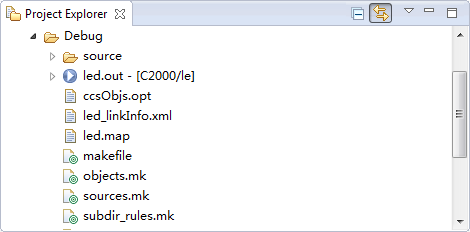 Project Explorer
Debug
source
led.out - [C2000/le]
ccsObjs.opt
led_linkInfo.xml
led.map
makefile
objects.mk
sources.mk
subdir_rules.mk